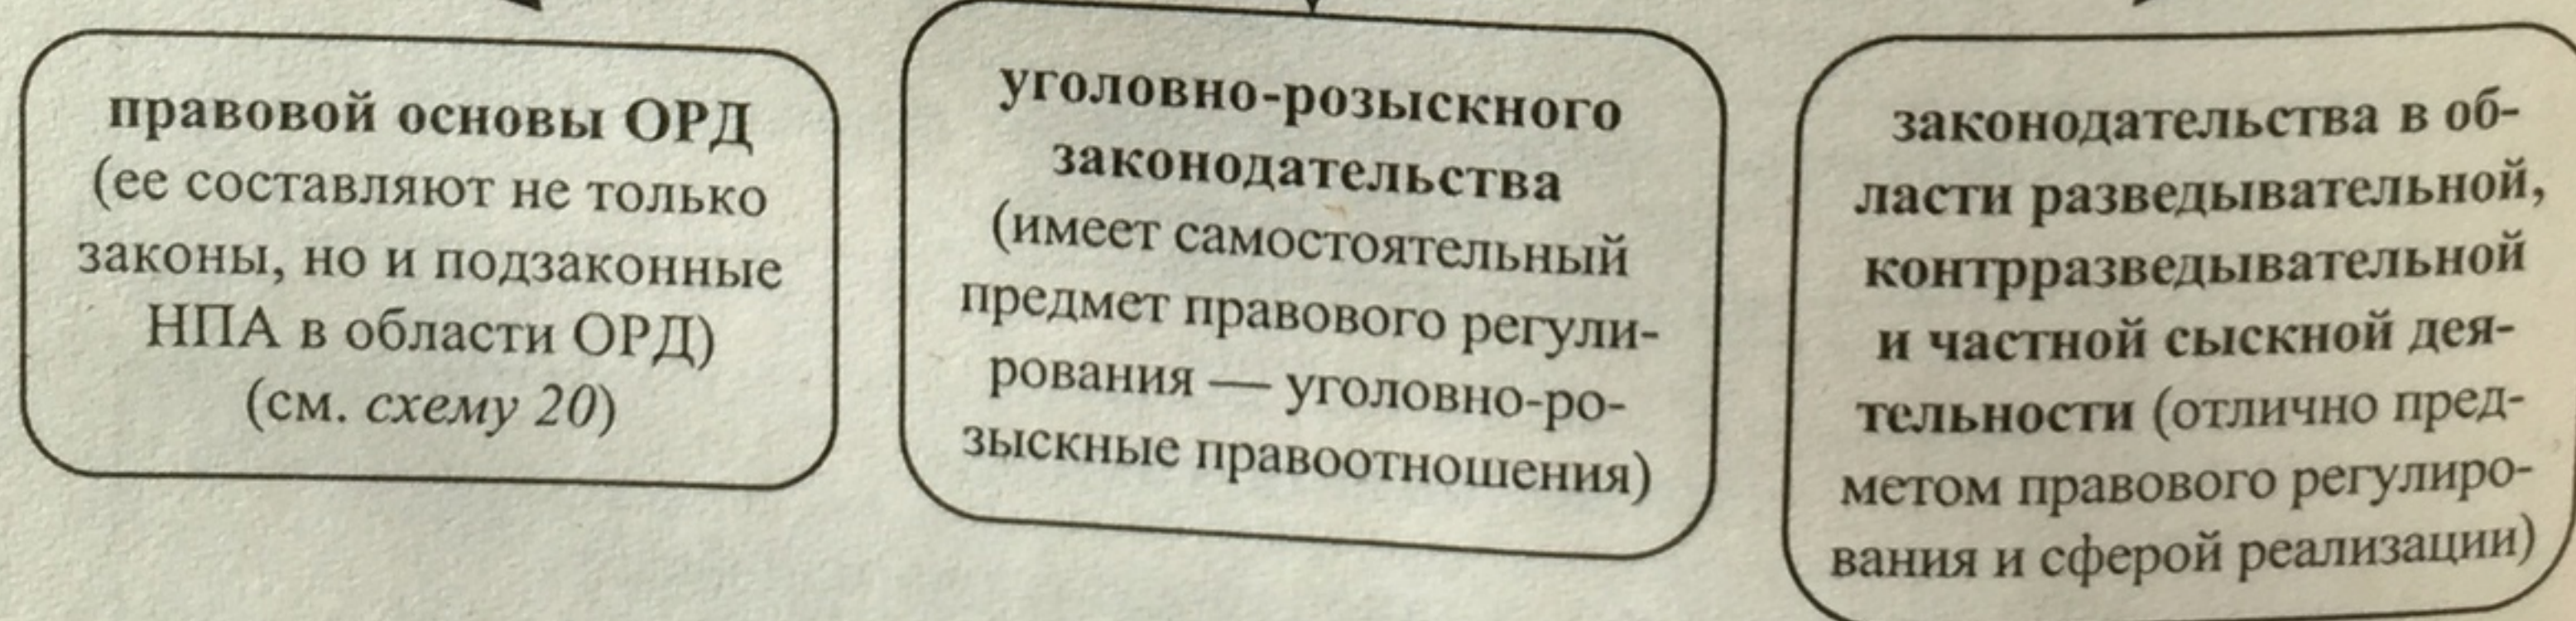 правовой основы ОРД
(ее составляют не только
законы, но и подзаконные
НПА в области ОРД)
(см. схему 20)
уголовно-розыскного
законодательства
(имеет самостоятельный
предмет правового регули-
рования — уголовно-ро-
зыскные правоотношения)
законодательства в об-
ласти разведывательной,
контрразведывательной
и частной сыскной дея-
тельности (отлично пред-
метом правового регулиро-
вания и сферой реализации)